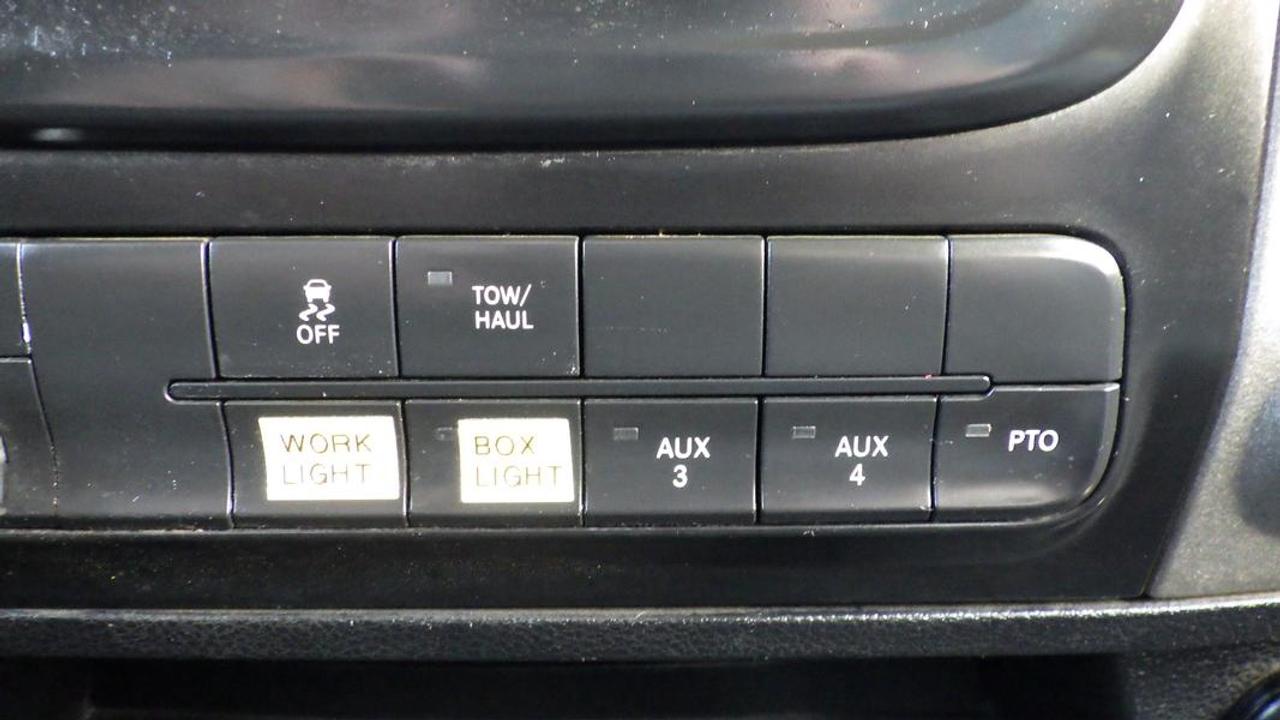 OFF
TOW/
HAUL
WORK
LIGHT
BOX
LIGHT
AUX
3
AUX
4
PTO